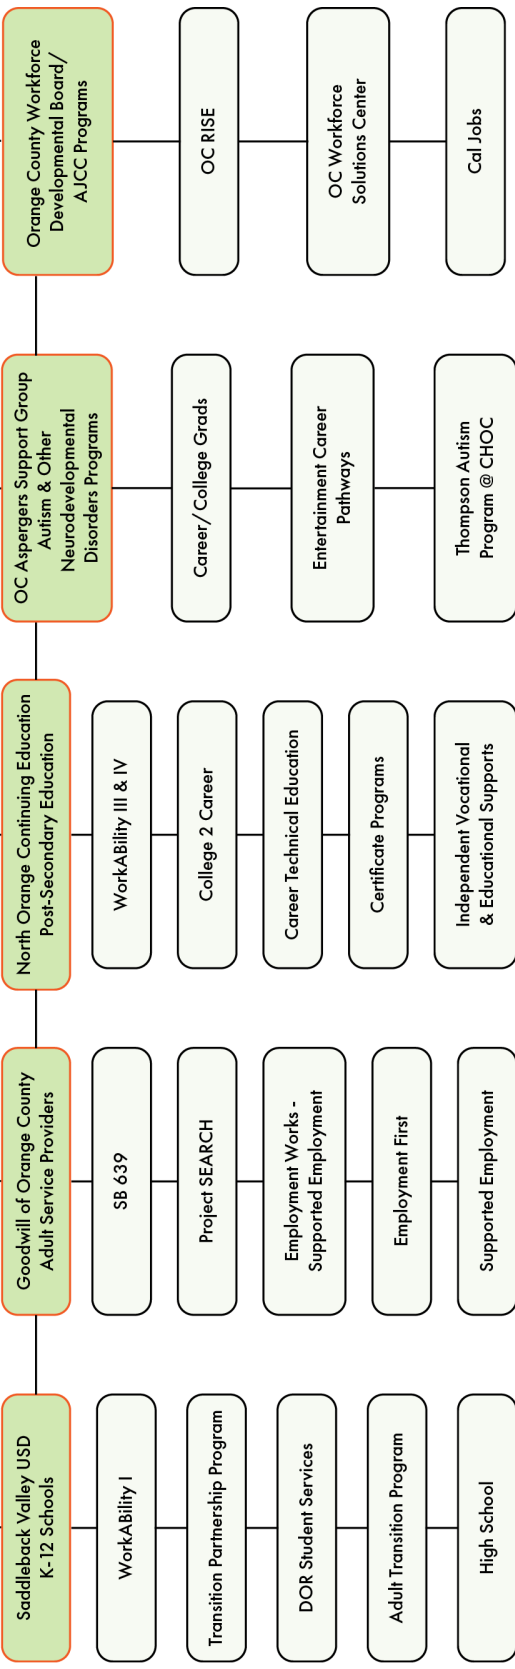 Saddleback Valley USD
K-12 Schools
WorkABility I
Transition Partnership Program
DOR Student Services
Adult Transition Program
High School
Goodwill of Orange County
Adult Service Providers
SB 639
Project SEARCH
Employment Works -
Supported Employment
Employment First
Supported Employment
North Orange Continuing Education
Post-Secondary Education
WorkABility III & IV
College 2 Career
Career Technical Education
Certificate Programs
Independent Vocational
& Educational Supports
OC Aspergers Support Group
Autism & Other
Neurodevelopmental
Disorders Programs
Career/College Grads
Entertainment Career
Pathways
Thompson Autism
Program @ CHOC
Orange County Workforce
Developmental Board/
AJCC Programs
OC RISE
OC Workforce
Solutions Center
Cal Jobs